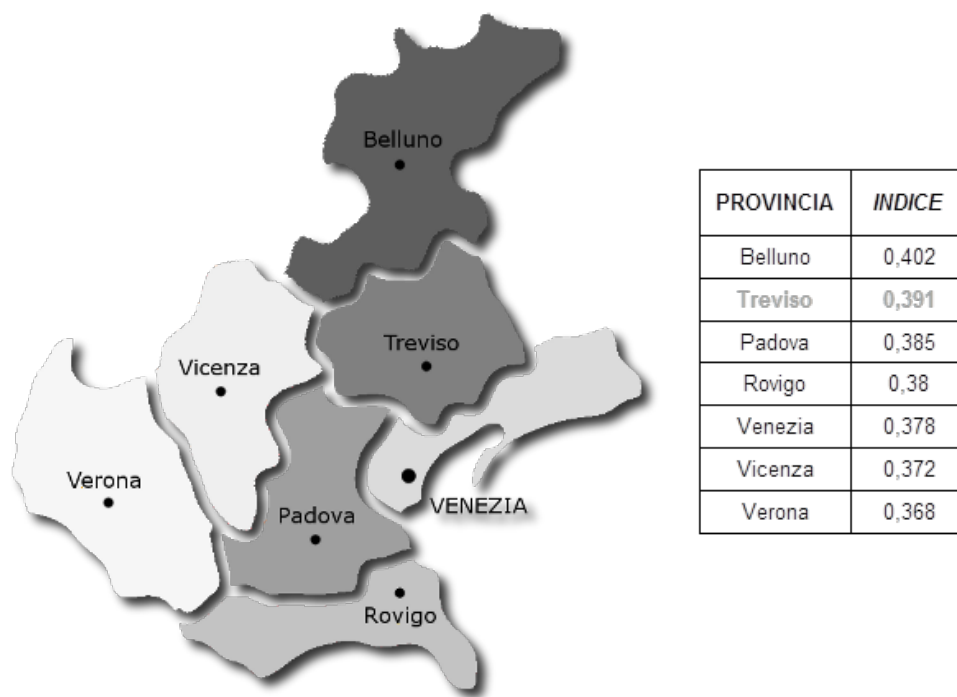 Belluno
Treviso
Vicenza
Verona
VENEZIA
Padova
Rovigo
PROVINCIA INDICE
Belluno 0,402
Treviso 0,391
Padova 0,385
Rovigo 0,38
Venezia 0,378
Vicenza 0,372
Verona 0,368